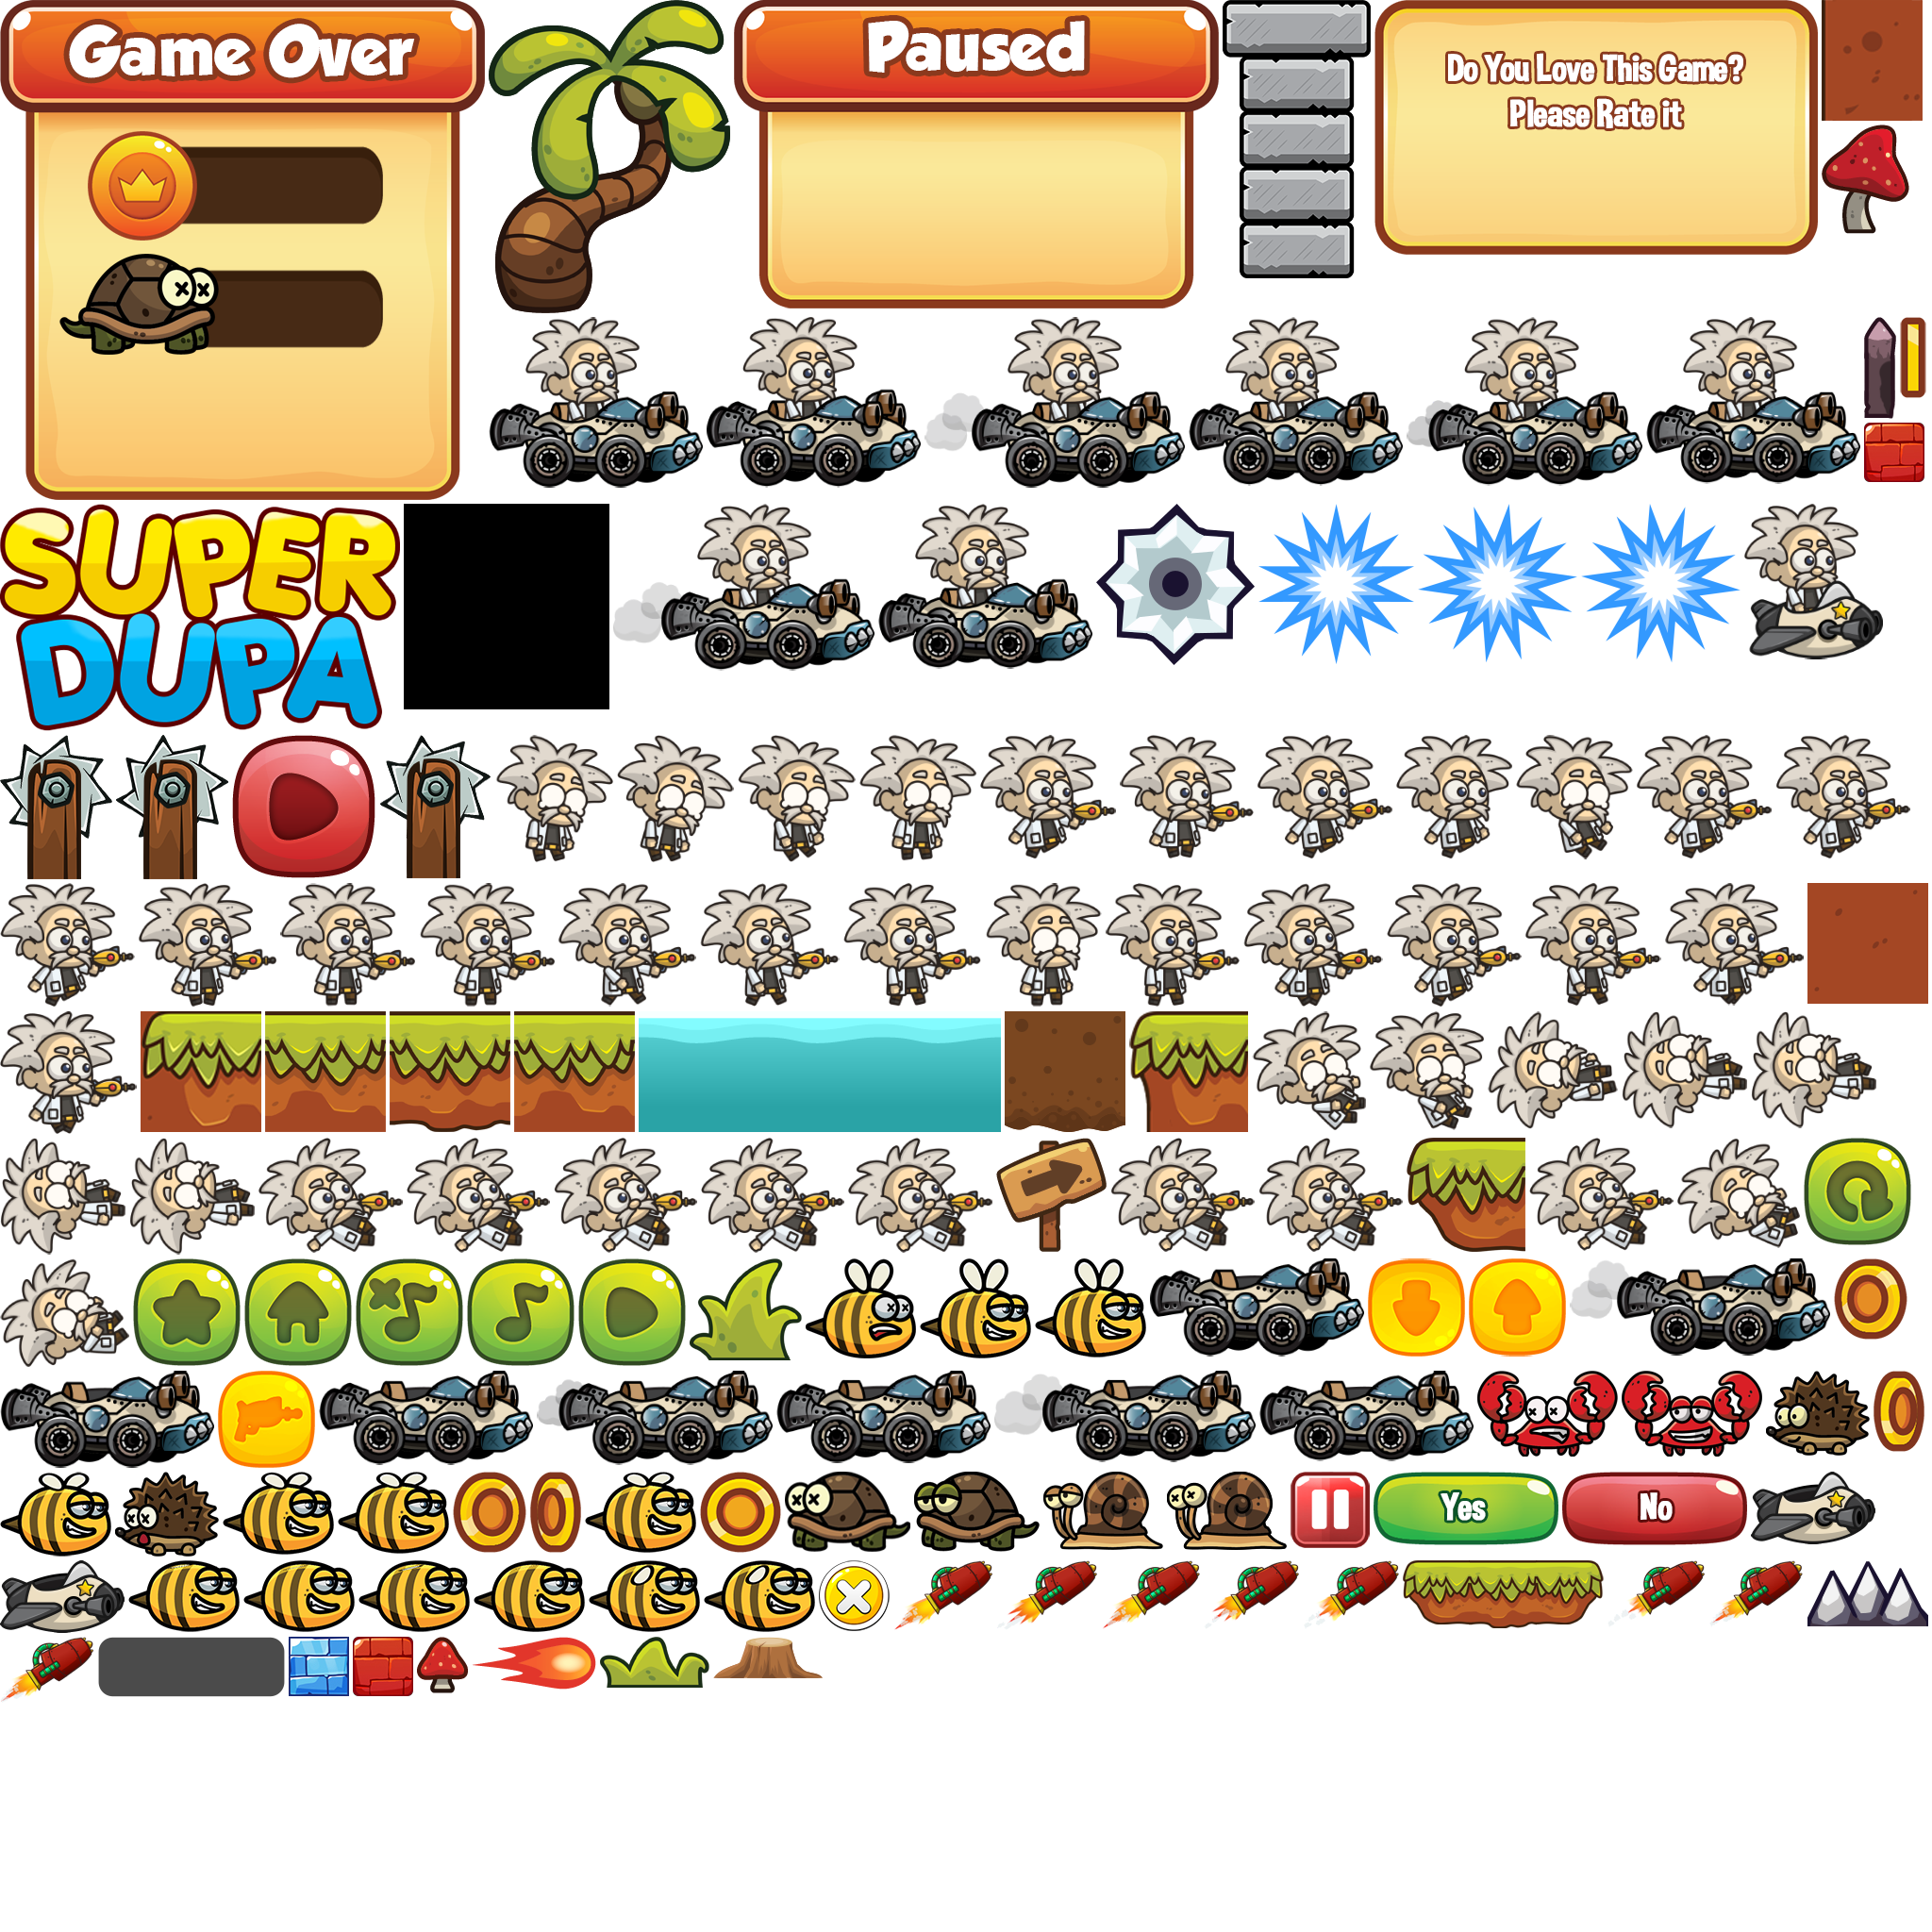 Game Over
Paused
Do You Love This Game?
Please Rate it
SUPER
DUPA
Yes
No